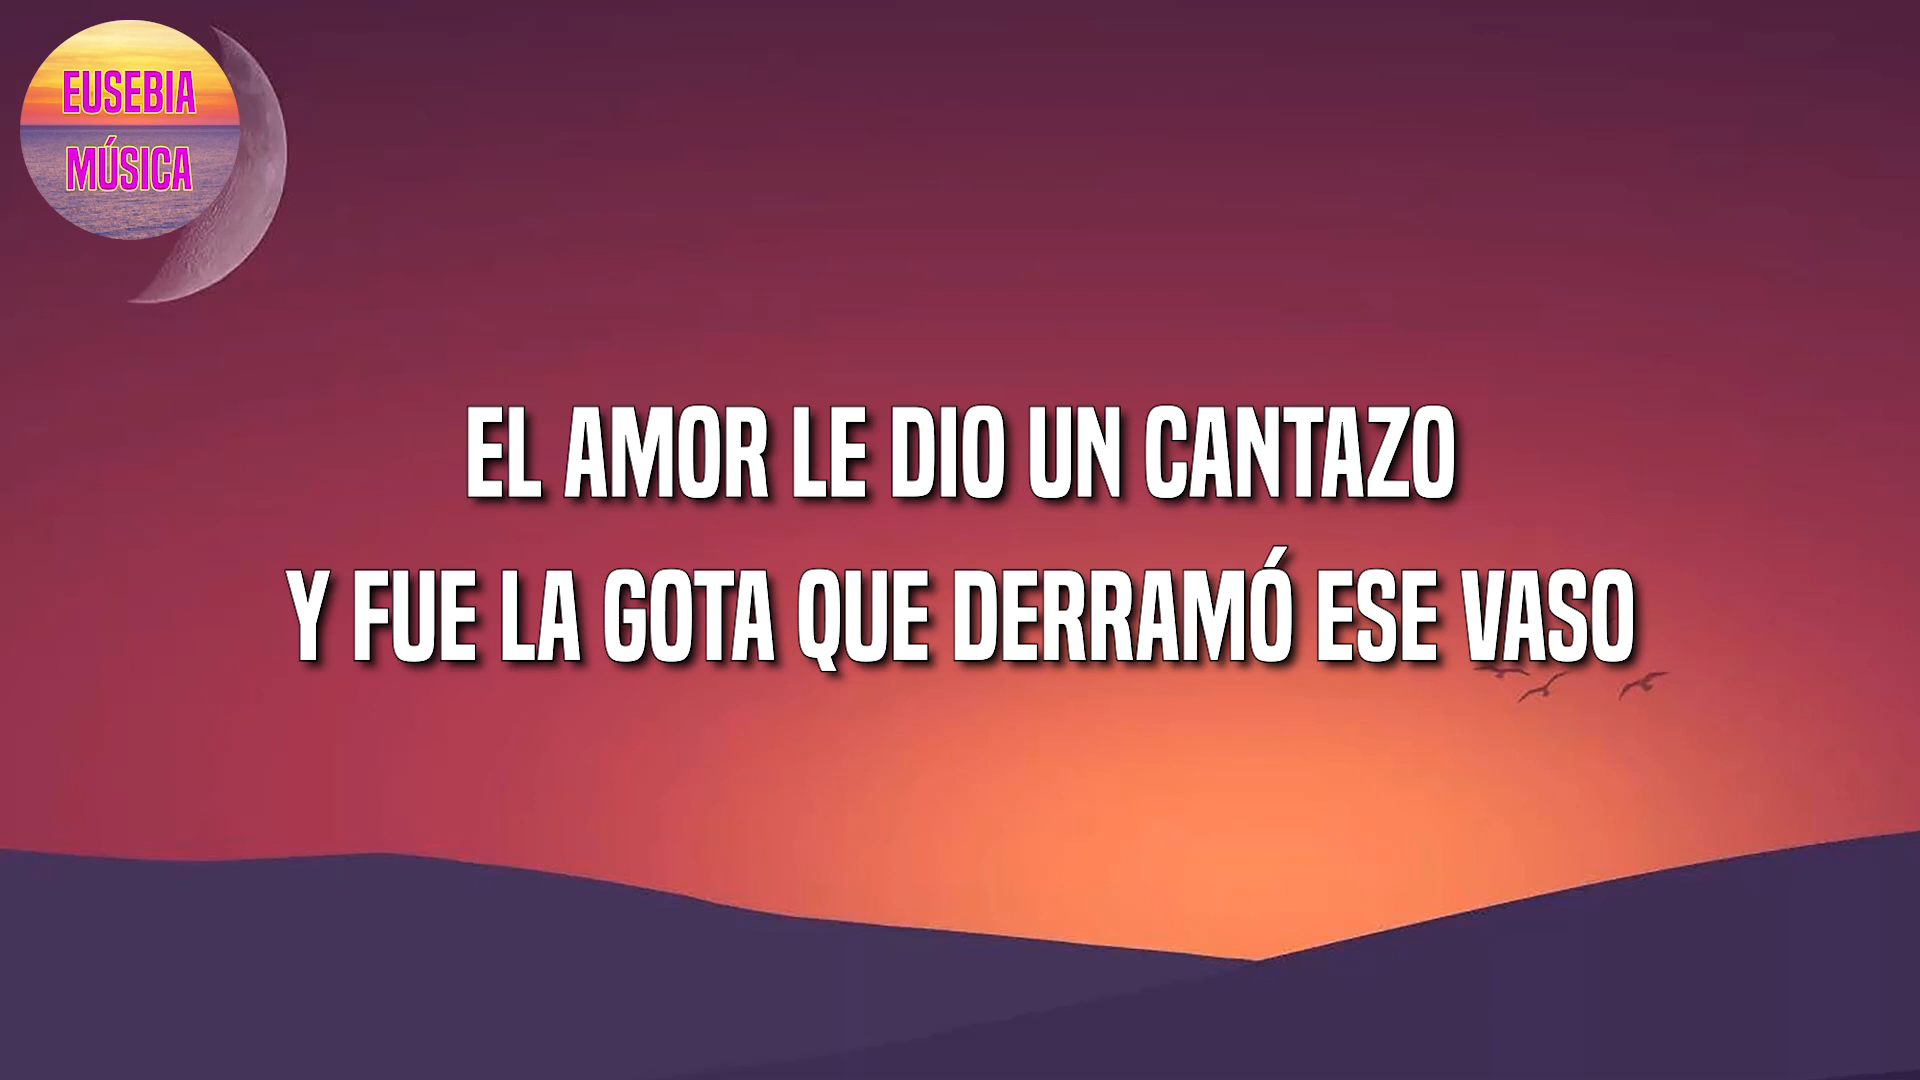 EUSEBIA
MÚSICA
EL AMOR LE DIO UN CANTAZO
Y FUE LA GOTA QUE DERRAMÓ ESE VASO